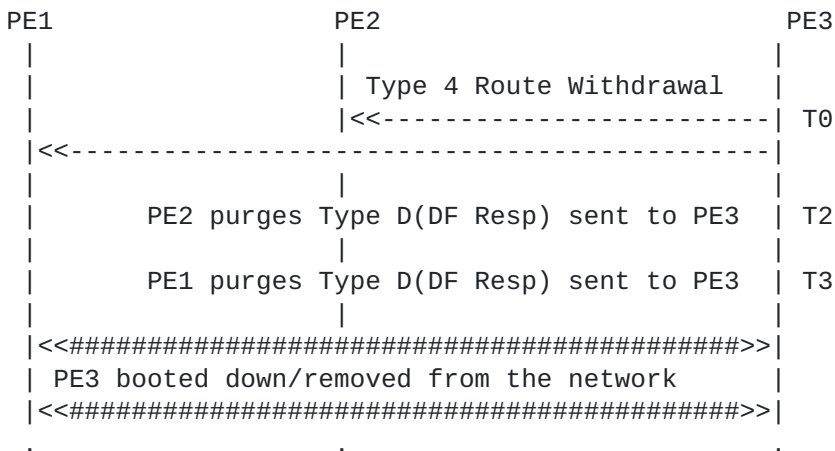 PE1 PE2 PE3
Type 4 Route Withdrawal
T0
PE2 purges Type D(DF Resp) sent to PE3 T2
PE1 purges Type D(DF Resp) sent to PE3 T3
<<###########################################>>
PE3 booted down/removed from the network
<<###########################################>>